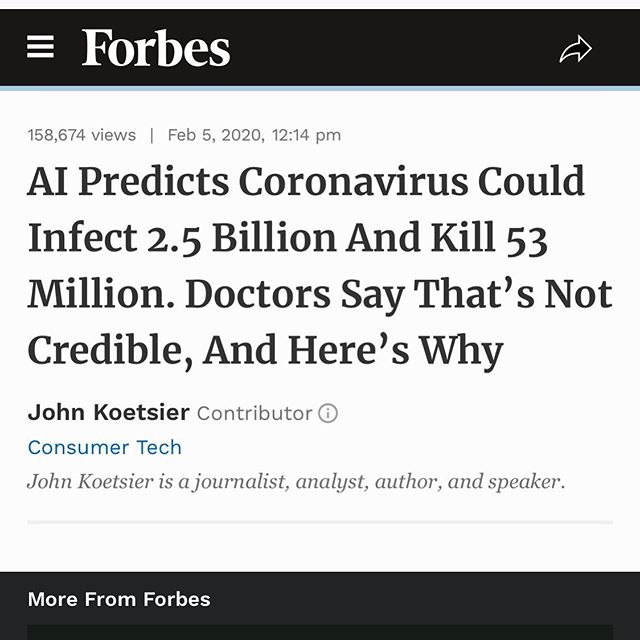 Forbes
158,674 views | Feb 5, 2020, 12:14 pm
AI Predicts Coronavirus Could
Infect 2.5 Billion And Kill 53
Million. Doctors Say That’s Not
Credible, And Here’s Why
John Koetsier Contributor
Consumer Tech
John Koetsier is a journalist, analyst, author, and speaker.
More From Forbes